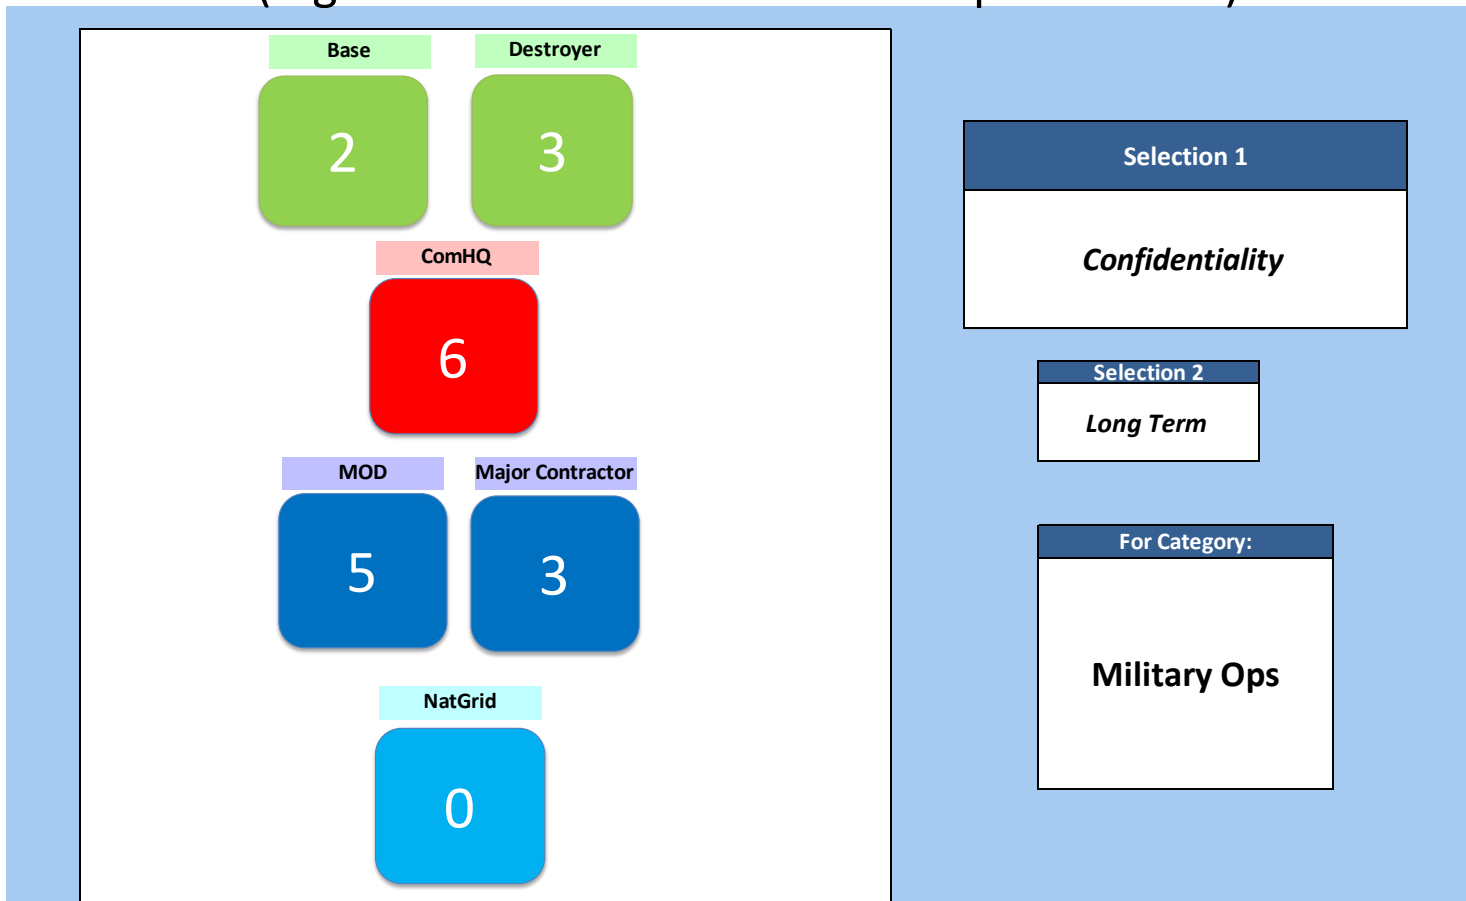 Base Destroyer
2 3
ComHQ
6
MOD Major Contractor
5 3
NatGrid
0
Selection 1
Confidentiality
Selection 2
Long Term
For Category:
Military Ops